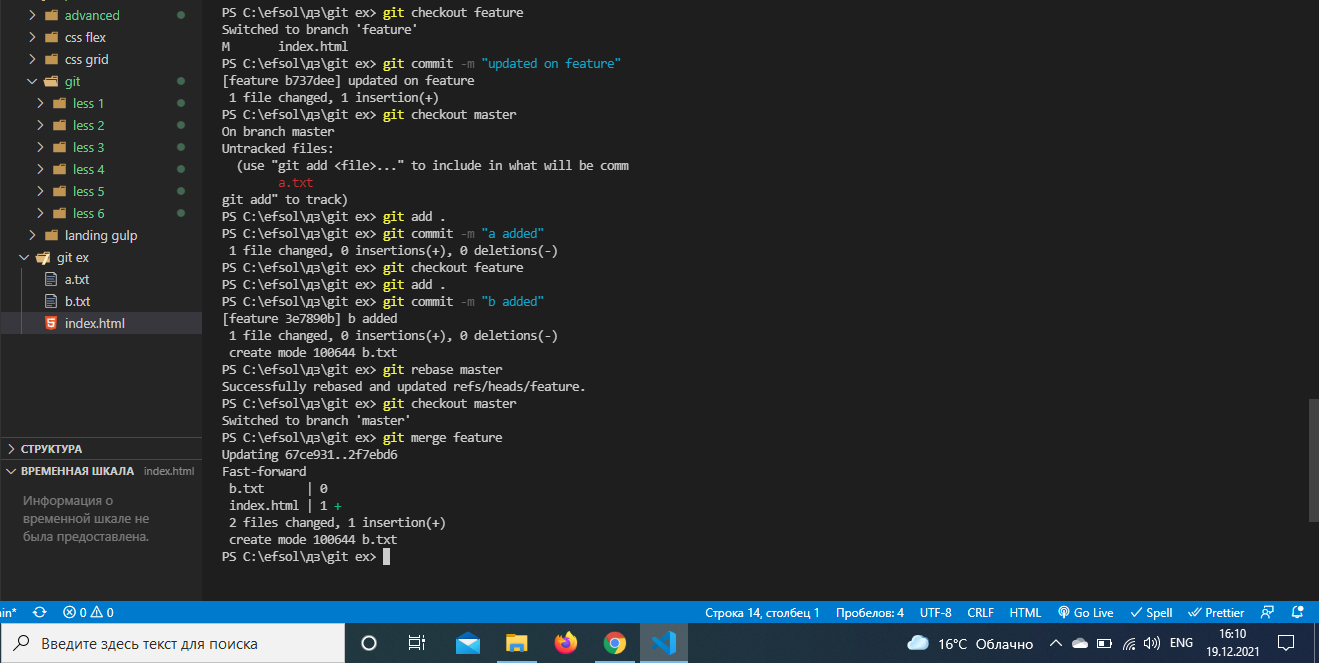 advanced
css flex
css grid
git
less 1
less 2
less 3
less 4
less 5
less 6
landing gulp
git ex
a.txt
b.txt
index.html
СТРУКТУРА
ВРЕМЕННАЯ ШКАЛА index.html
Информация о
временной шкале не
была предоставлена.
PS C:\efsol\дз\git ex> git checkout feature
Switched to branch 'feature'
M index.html
PS C:\efsol\дз\git ex> git commit -m "updated on feature"
[feature b737dee] updated on feature
1 file changed, 1 insertion(+)
PS C:\efsol\дз\git ex> git checkout master
On branch master
Untracked files:
(use "git add <file>..." to include in what will be comm
a.txt
git add" to track)
PS C:\efsol\дз\git ex> git add .
PS C:\efsol\дз\git ex> git commit -m "a added"
1 file changed, 0 insertions(+), 0 deletions(-)
PS C:\efsol\дз\git ex> git checkout feature
PS C:\efsol\дз\git ex> git add .
PS C:\efsol\дз\git ex> git commit -m "b added"
[feature 3e7890b] b added
1 file changed, 0 insertions(+), 0 deletions(-)
create mode 100644 b.txt
PS C:\efsol\дз\git ex> git rebase master
Successfully rebased and updated refs/heads/feature.
PS C:\efsol\дз\git ex> git checkout master
Switched to branch 'master'
PS C:\efsol\дз\git ex> git merge feature
Updating 67ce931..2f7ebd6
Fast-forward
b.txt | 0
index.html | 1 +
2 files changed, 1 insertion(+)
create mode 100644 b.txt
PS C:\efsol\дз\git ex>
in* 0 0 Строка 14, столбец 1 Пробелов: 4 UTF-8 CRLF HTML Go Live Spell Prettier
Введите здесь текст для поиска 16°C Облачно ENG 16:10
19.12.2021